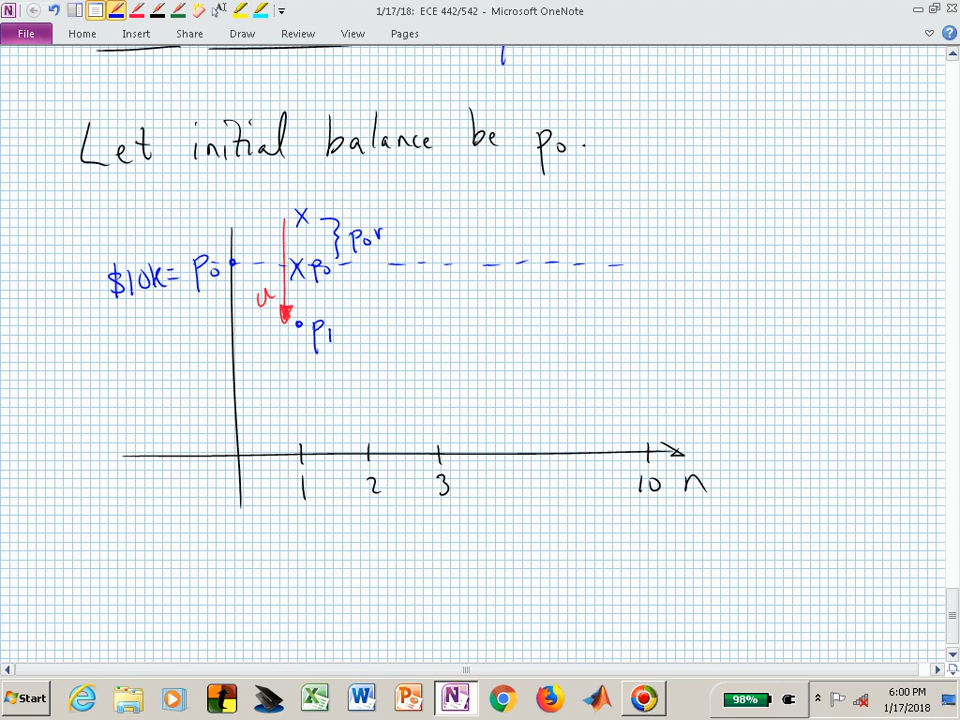 1/17/18: ECE 442/542 - Microsoft OneNote
File Home Insert Share Draw Review View Pages
Let initial balance be p0.
x
} p0r
$10K = p0 x p0
u
p1
1 2 3 10 n
Start 98% 6:00 PM
1/17/2018